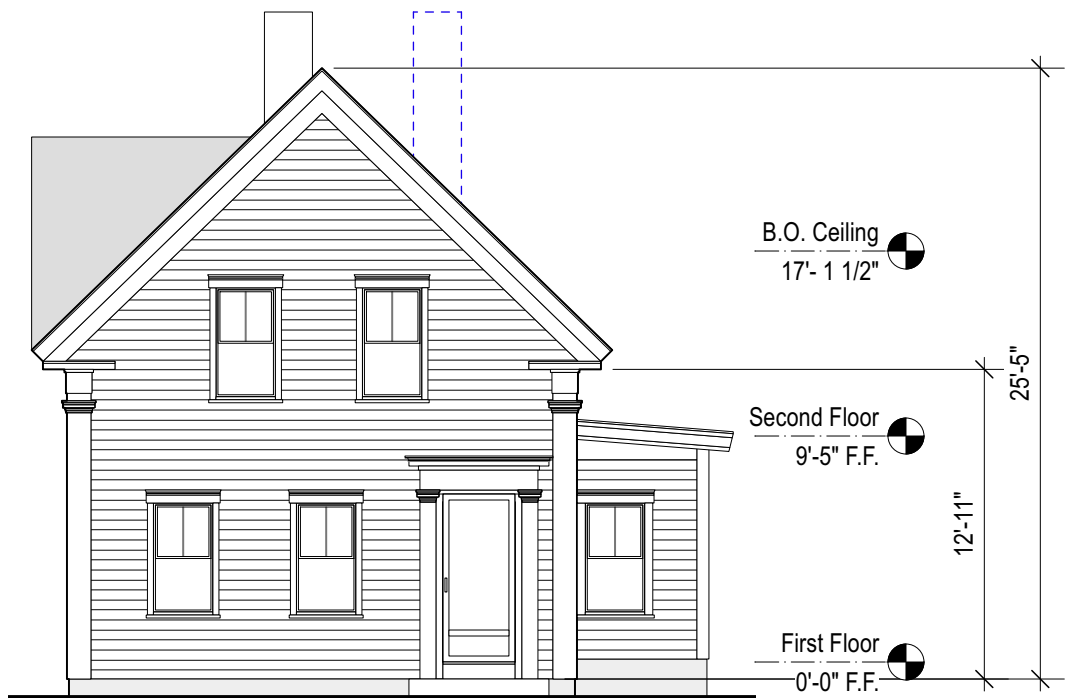 B.O. Ceiling
17'- 1 1/2"
25'-5"
Second Floor
9'-5" F.F.
12'-11"
First Floor
0'-0" F.F.